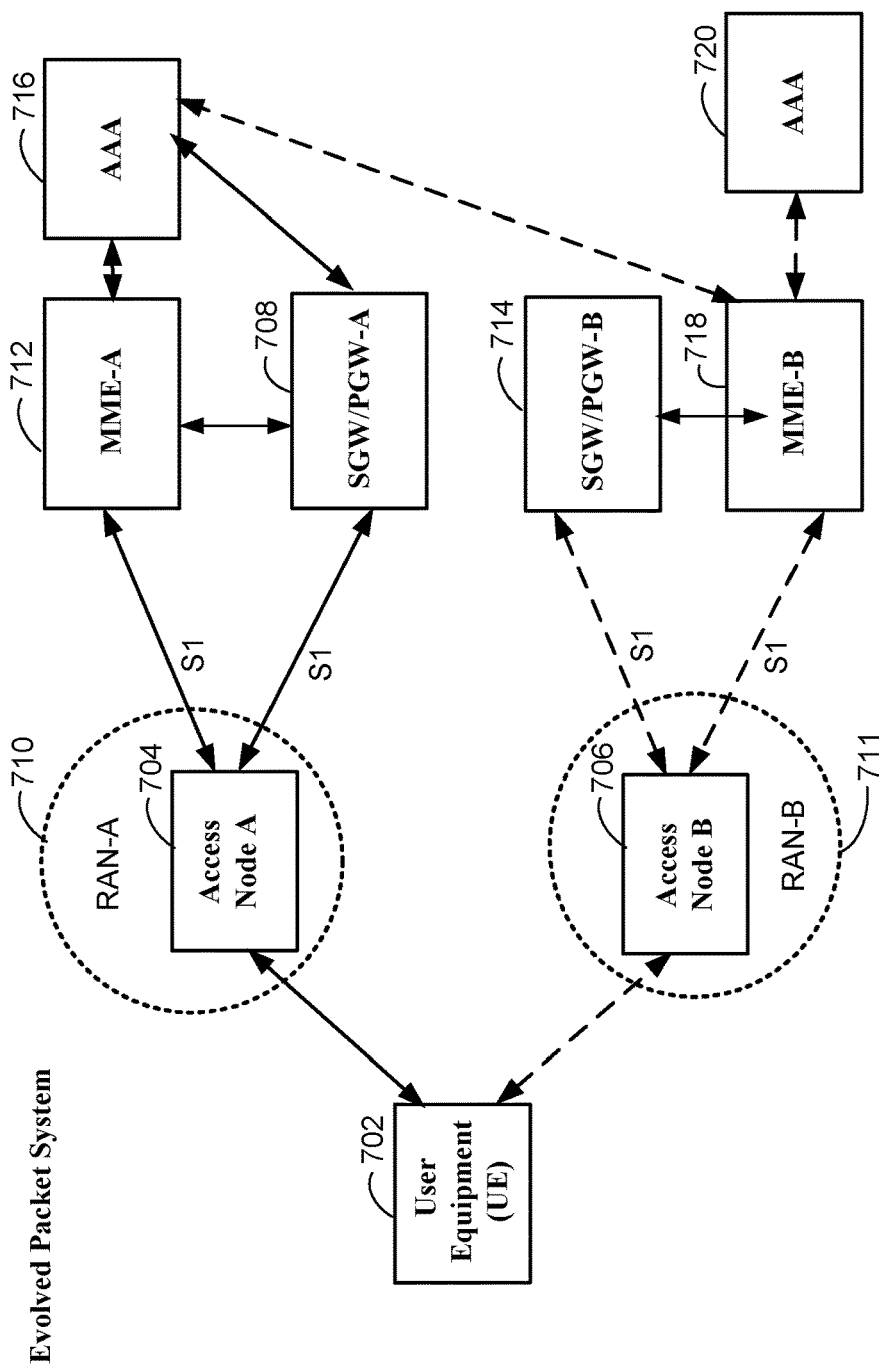 Evolved Packet System
702
User
Equipment
(UE)
710
RAN-A
704
Access
Node A
S1
S1
712
MME-A
716
AAA
708
SGW/PGW-A
706
Access
Node B
RAN-B
711
S1
S1
714
SGW/PGW-B
718
MME-B
720
AAA